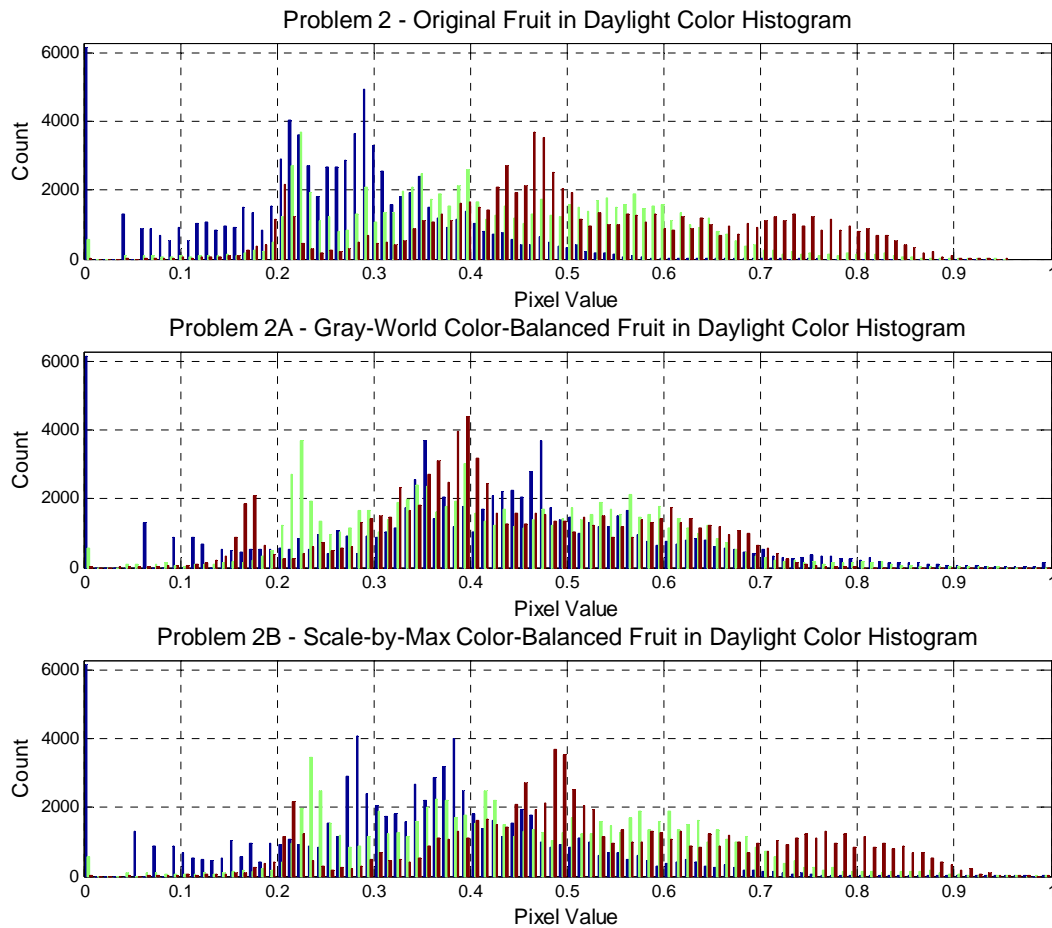 Problem 2 - Original Fruit in Daylight Color Histogram
6000
4000
2000
0
Count
0 0.1 0.2 0.3 0.4 0.5 0.6 0.7 0.8 0.9 1
Pixel Value
Problem 2A - Gray-World Color-Balanced Fruit in Daylight Color Histogram
6000
4000
2000
0
Count
0 0.1 0.2 0.3 0.4 0.5 0.6 0.7 0.8 0.9 1
Pixel Value
Problem 2B - Scale-by-Max Color-Balanced Fruit in Daylight Color Histogram
6000
4000
2000
0
Count
0 0.1 0.2 0.3 0.4 0.5 0.6 0.7 0.8 0.9 1
Pixel Value